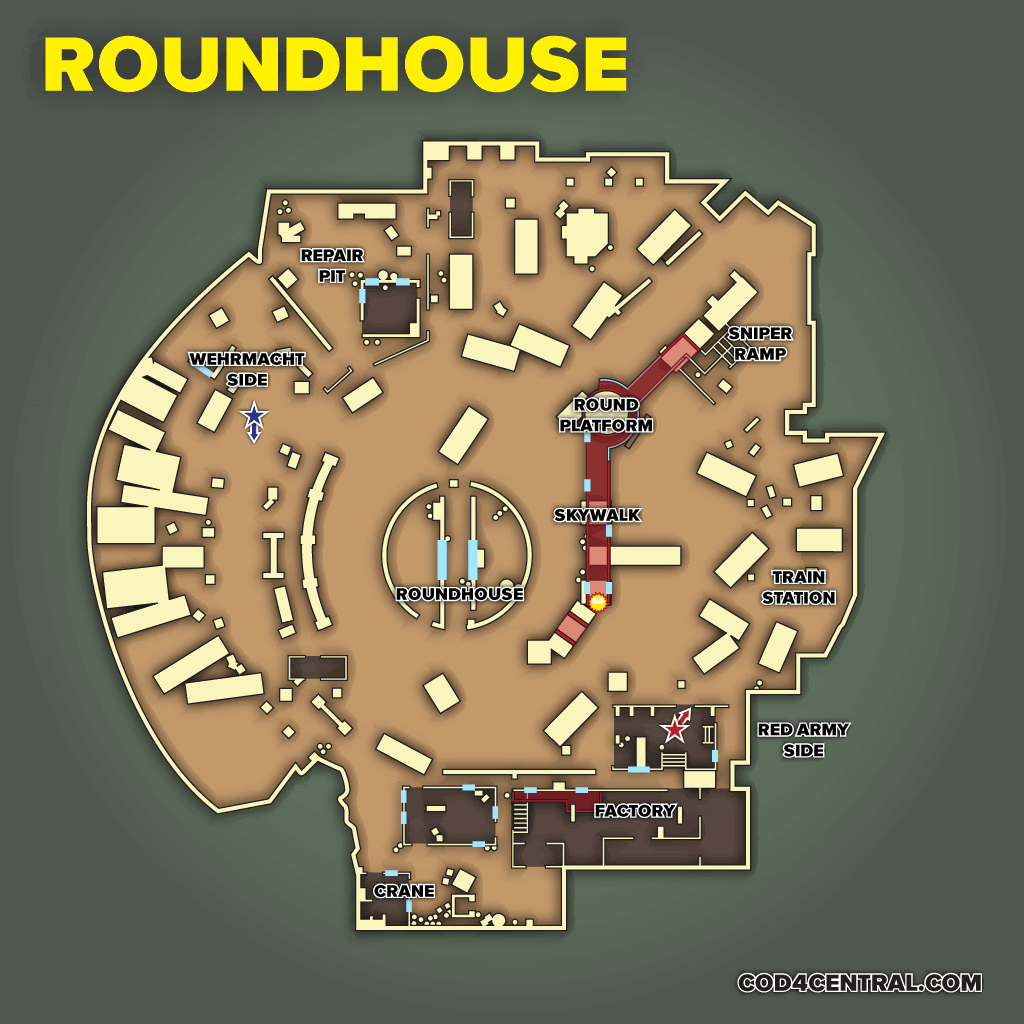 ROUNDHOUSE
REPAIR
PIT
SNIPER
RAMP
WEHRMACHT
SIDE
ROUND
PLATFORM
SKYWALK
ROUNDHOUSE
TRAIN
STATION
RED ARMY
SIDE
FACTORY
CRANE
COD4CENTRAL.COM